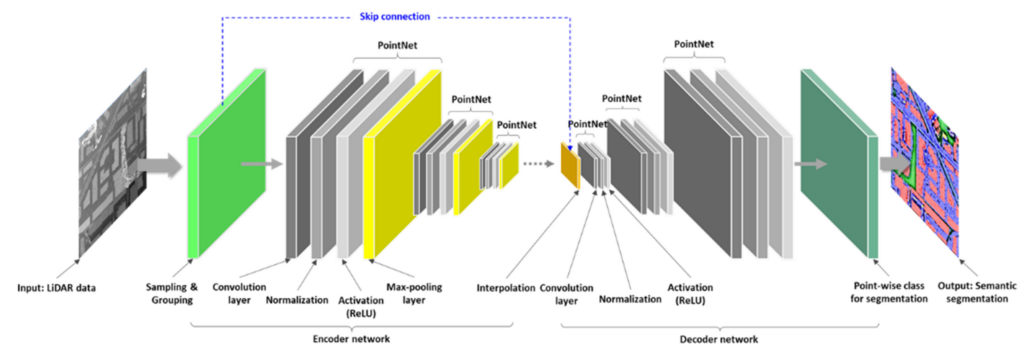 Skip connection
PointNet
PointNet
PointNet
PointNet
PointNet
PointNet
Input: LiDAR data
Sampling &
Grouping
Convolution
layer
Normalization
Activation
(ReLU)
Max-pooling
layer
Interpolation
Convolution
layer
Normalization
Activation
(ReLU)
Point-wise class
for segmentation
Output: Semantic
segmentation
Encoder network
Decoder network